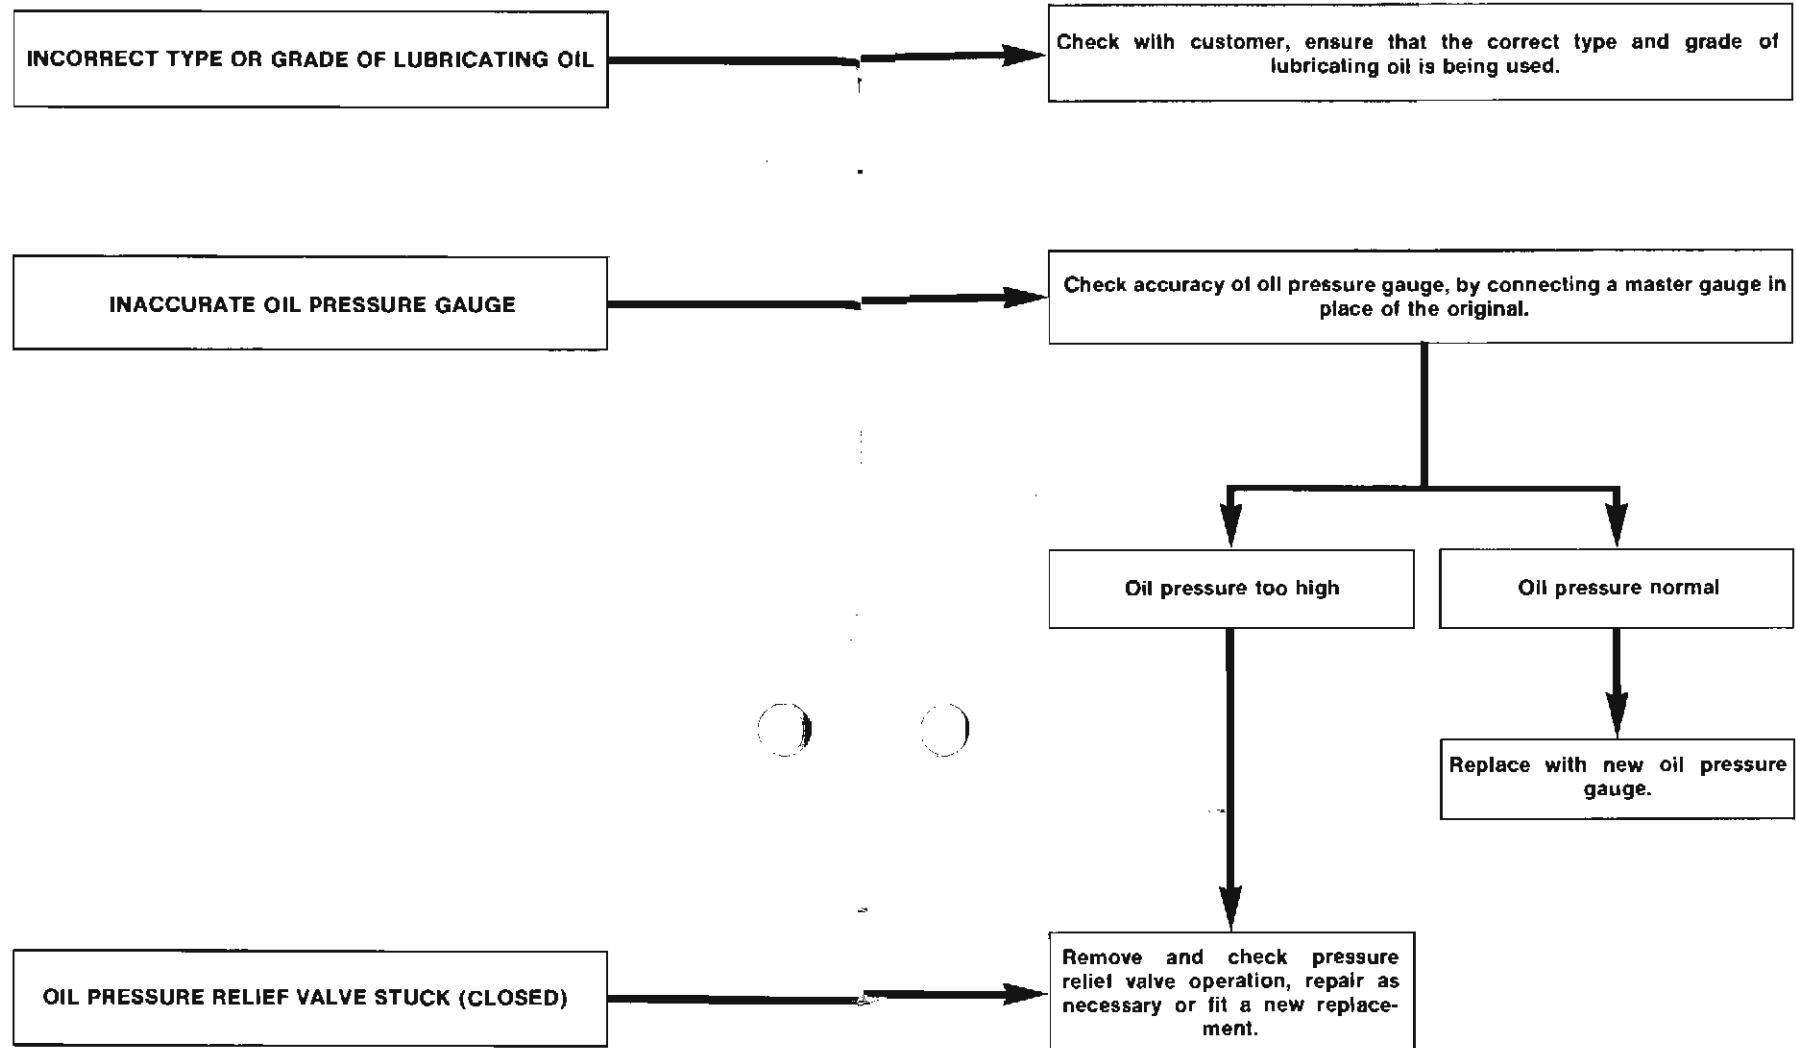 INCORRECT TYPE OR GRADE OF LUBRICATING OIL
Check with customer, ensure that the correct type and grade of
lubricating oil is being used.
INACCURATE OIL PRESSURE GAUGE
Check accuracy of oil pressure gauge, by connecting a master gauge in
place of the original.
Oil pressure too high
Oil pressure normal
Replace with new oil pressure
gauge.
OIL PRESSURE RELIEF VALVE STUCK (CLOSED)
Remove and check pressure
relief valve operation, repair as
necessary or fit a new replace-
ment.